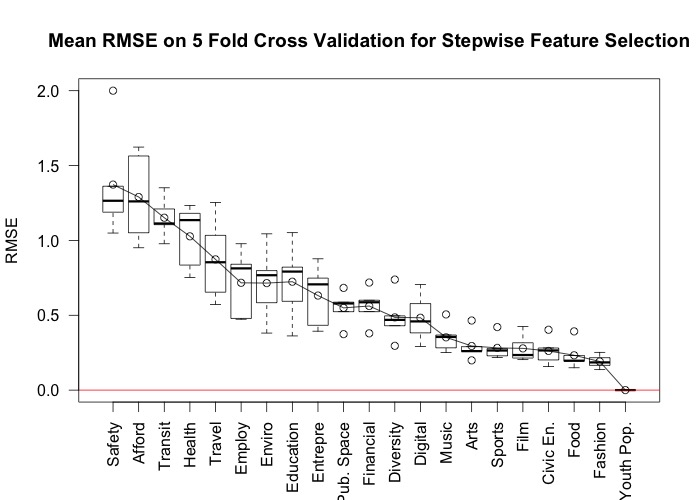 Mean RMSE on 5 Fold Cross Validation for Stepwise Feature Selection
RMSE
2.0
1.5
1.0
0.5
0.0
Safety
Afford
Transit
Health
Travel
Employ
Enviro
Education
Entrepre
Pub. Space
Financial
Diversity
Digital
Music
Arts
Sports
Film
Civic En.
Food
Fashion
Youth Pop.